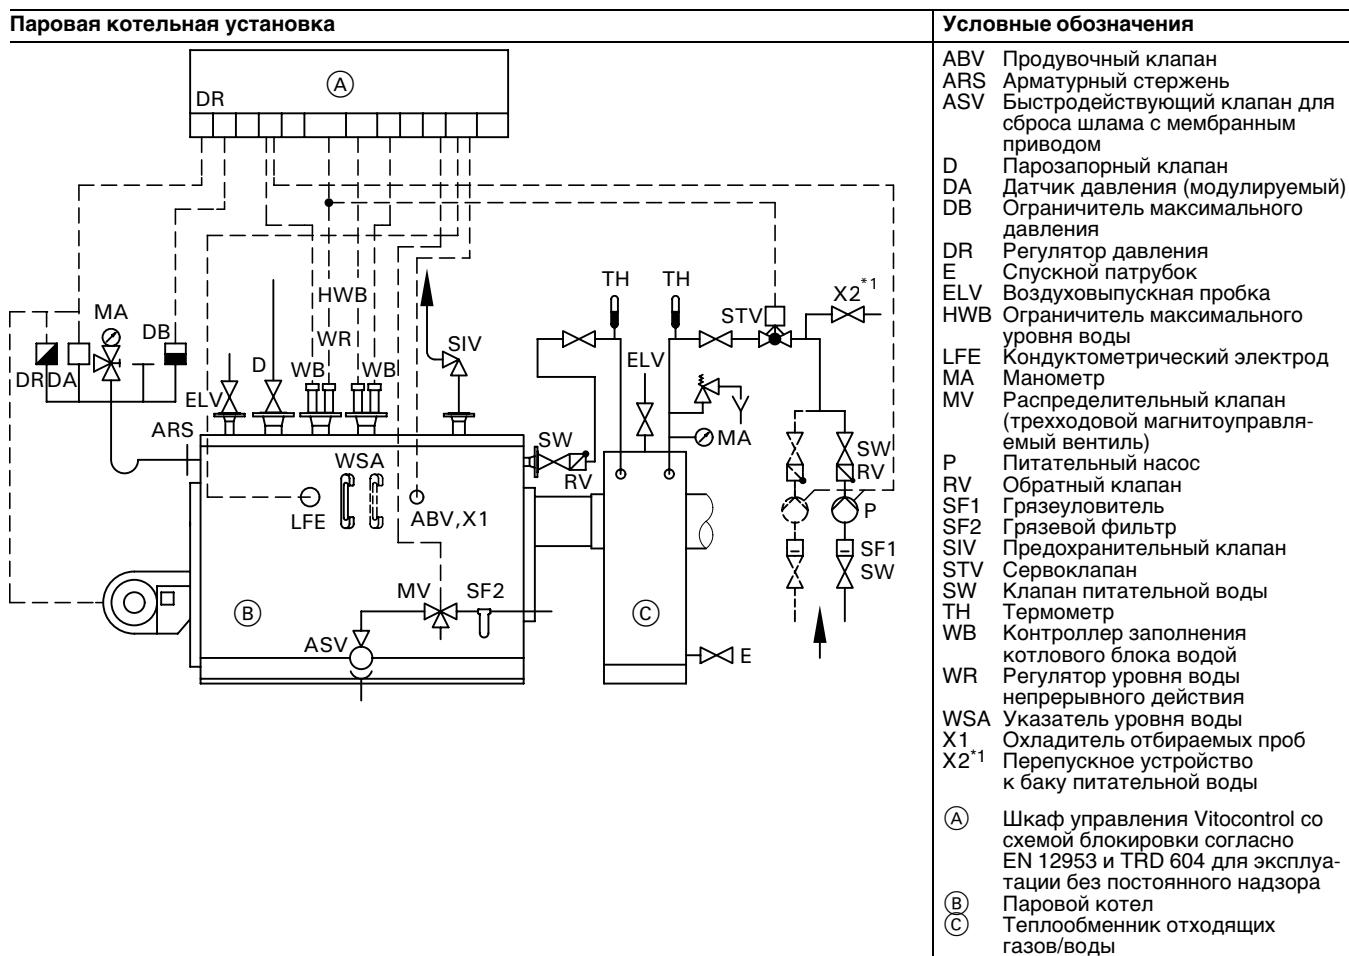 Паровая котельная установка
A
DR
TH
TH
X2*1
STV
HWB
MA
DB
WR
SIV
ELV
DR
DA
D
WB
WB
ELV
ARS
SW
MA
SW
WSA
RV
RV
LFE
ABV,X1
P
SF1
MV
SF2
SW
B
C
ASV
E
Условные обозначения
ABV Продувочный клапан
ARS Арматурный стержень
ASV Быстродействующий клапан для
сброса шлама с мембранным
приводом
D Парозапорный клапан
DA Датчик давления (модулируемый)
DB Ограничитель максимального
давления
DR Регулятор давления
E Спускной патрубок
ELV Воздуховыпускная пробка
HWB Ограничитель максимального
уровня воды
LFE Кондуктометрический электрод
MA Манометр
MV Распределительный клапан
(трехходовой магнитоуправля-
емый вентиль)
P Питательный насос
RV Обратный клапан
SF1 Грязеуловитель
SF2 Грязевой фильтр
SIV Предохранительный клапан
STV Сервоклапан
SW Клапан питательной воды
TH Термометр
WB Контроллер заполнения
котлового блока водой
WR Регулятор уровня воды
непрерывного действия
WSA Указатель уровня воды
X1 Охладитель отбираемых проб
X2*1 Перепускное устройство
к баку питательной воды
A Шкаф управления Vitocontrol со
схемой блокировки согласно
EN 12953 и TRD 604 для эксплуа-
тации без постоянного надзора
B Паровой котел
C Теплообменник отходящих
газов/воды